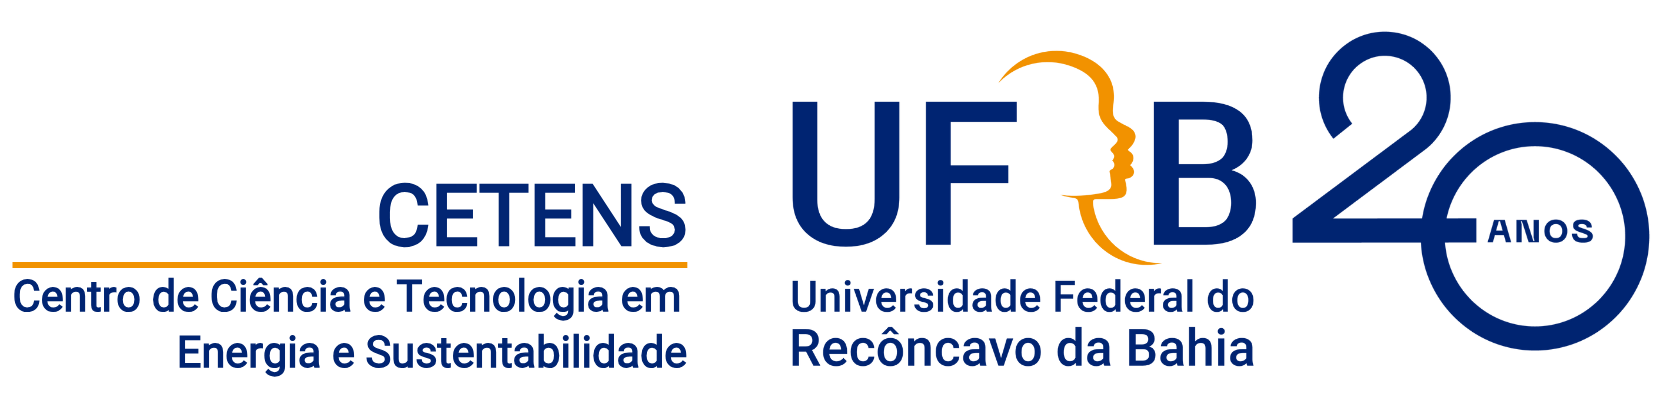 CETENS
Centro de Ciência e Tecnologia em
Energia e Sustentabilidade
UFRB
Universidade Federal do
Recôncavo da Bahia
20
ANOS